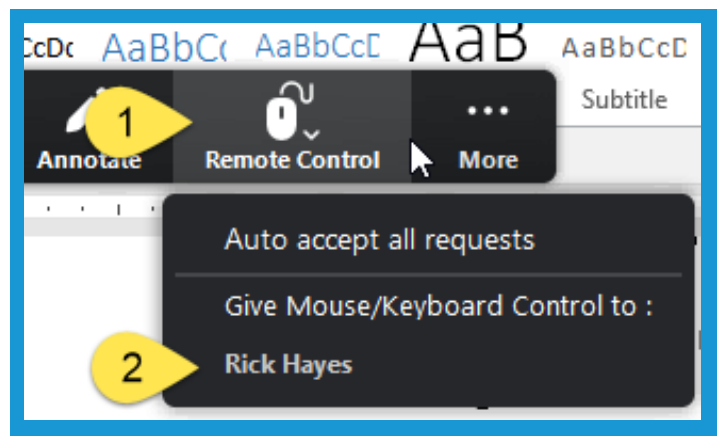 CcDc AaBbCc AaBbCcD AaB AaBbCcD
Subtitle
1
Annotate Remote Control More
Auto accept all requests
Give Mouse/Keyboard Control to :
2 Rick Hayes